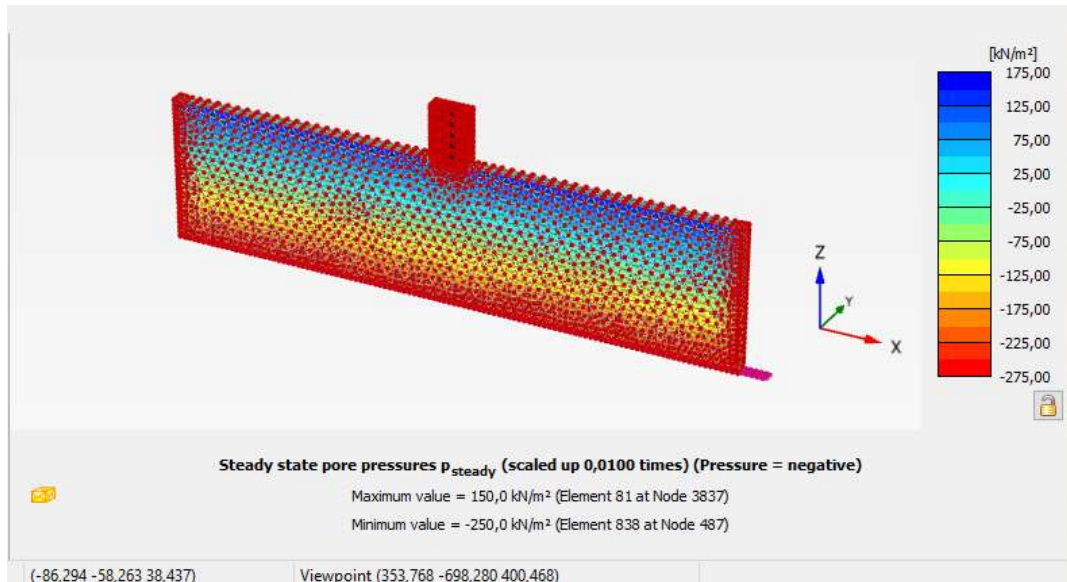 [kN/m²]
175,00
125,00
75,00
25,00
-25,00
-75,00
-125,00
-175,00
-225,00
-275,00
Z
Y
X
Steady state pore pressures p_steady (scaled up 0,0100 times) (Pressure = negative)
Maximum value = 150,0 kN/m² (Element 81 at Node 3837)
Minimum value = -250,0 kN/m² (Element 838 at Node 487)
(-86,294 -58,263 38,437) Viewpoint (353,768 -698,280 400,468)